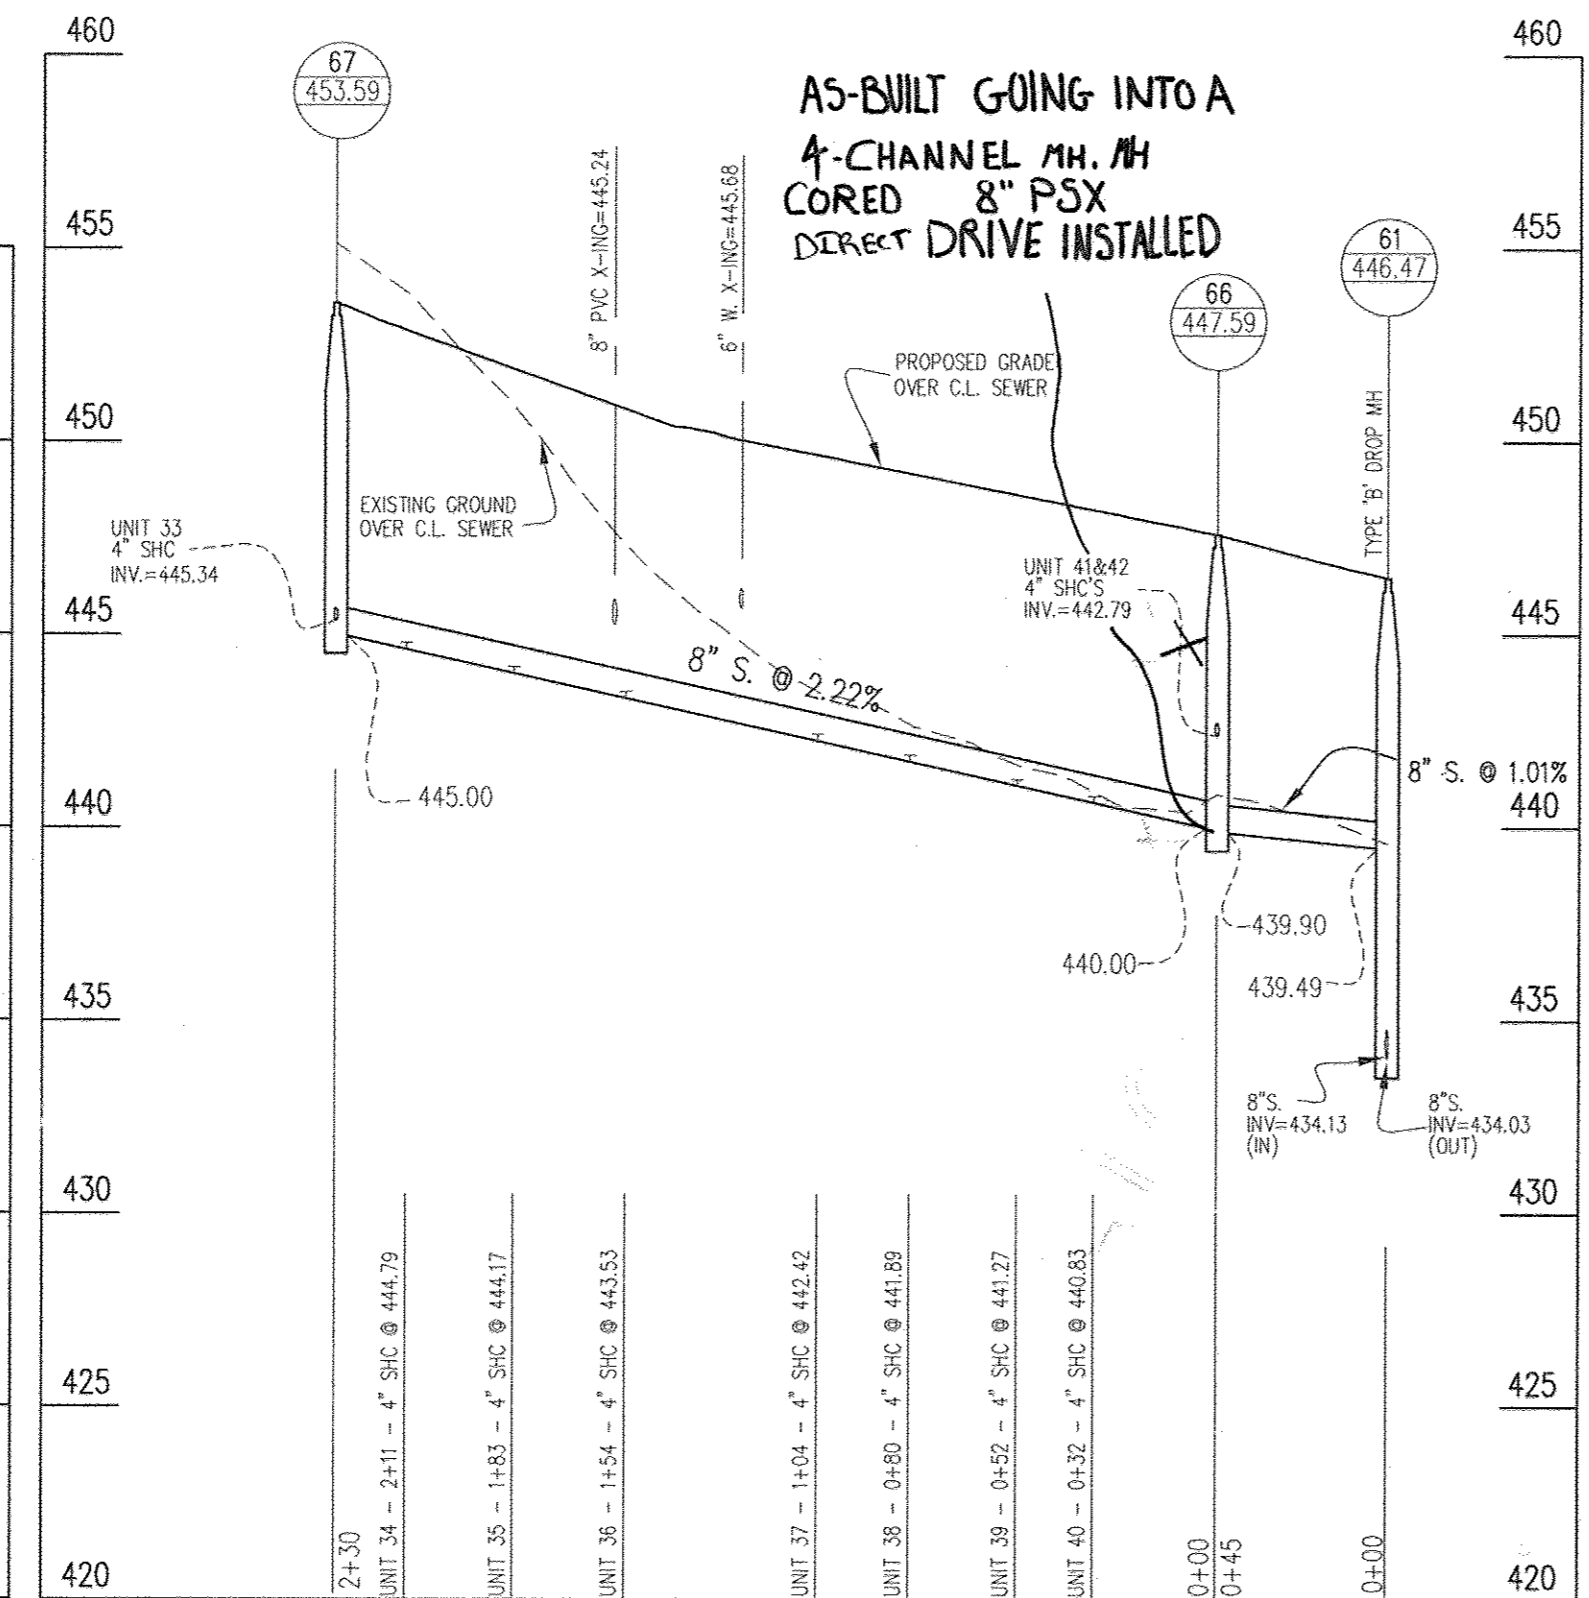 460
460
67
453.59
AS-BUILT GOING INTO A
4-CHANNEL MH. MH
CORED 8" PSX
DIRECT DRIVE INSTALLED
8" PVC X-ING=445.24
6" W. X-ING=445.68
455
455
61
446.47
66
447.59
PROPOSED GRADE
OVER C.L. SEWER
TYPE 'B' DROP MH
450
450
EXISTING GROUND
OVER C.L. SEWER
UNIT 33
4" SHC
INV.=445.34
UNIT 41&42
4" SHC'S
INV.=442.79
445
445
8" S. @ 2.22%
8" S. @ 1.01%
445.00
440
440
439.90
440.00
439.49
435
435
8"S.
INV=434.13
(IN)
8"S.
INV=434.03
(OUT)
430
430
425
425
2+30
UNIT 34 - 2+11 - 4" SHC @ 444.79
UNIT 35 - 1+83 - 4" SHC @ 444.17
UNIT 36 - 1+54 - 4" SHC @ 443.53
UNIT 37 - 1+04 - 4" SHC @ 442.42
UNIT 38 - 0+80 - 4" SHC @ 441.89
UNIT 39 - 0+52 - 4" SHC @ 441.27
UNIT 40 - 0+32 - 4" SHC @ 440.83
0+00
0+45
0+00
420
420